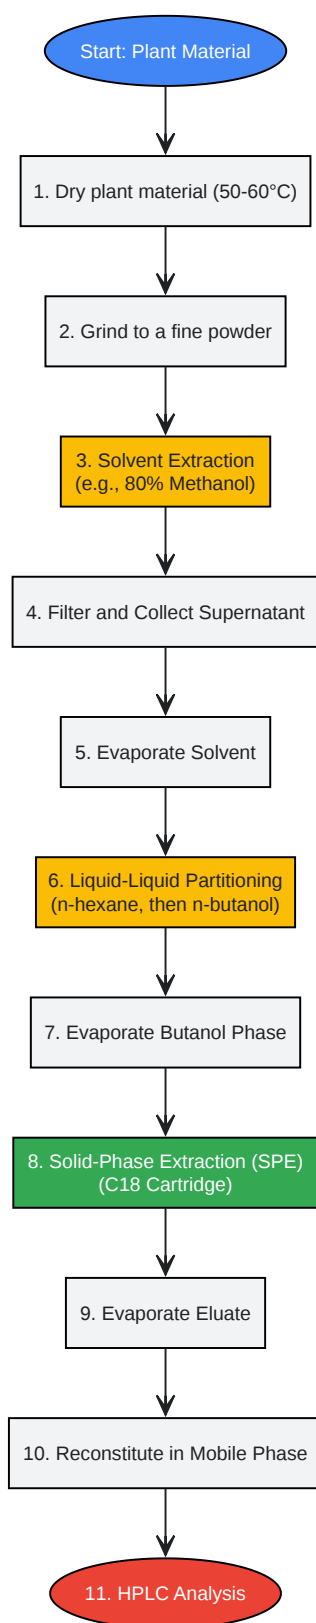 Start: Plant Material
1. Dry plant material (50-60°C)
2. Grind to a fine powder
3. Solvent Extraction
(e.g., 80% Methanol)
4. Filter and Collect Supernatant
5. Evaporate Solvent
6. Liquid-Liquid Partitioning
(n-hexane, then n-butanol)
7. Evaporate Butanol Phase
8. Solid-Phase Extraction (SPE)
(C18 Cartridge)
9. Evaporate Eluate
10. Reconstitute in Mobile Phase
11. HPLC Analysis